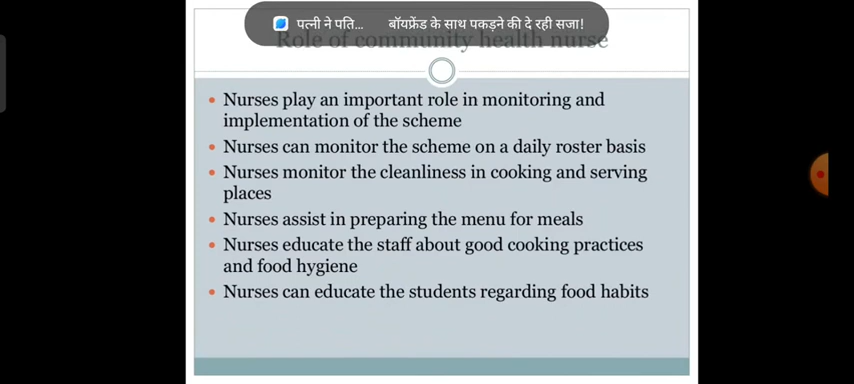 पत्नी ने पति... बॉयफ्रेंड के साथ पकड़ने की दे रही सजा!
Role of community health nurse
• Nurses play an important role in monitoring and
implementation of the scheme
• Nurses can monitor the scheme on a daily roster basis
• Nurses monitor the cleanliness in cooking and serving
places
• Nurses assist in preparing the menu for meals
• Nurses educate the staff about good cooking practices
and food hygiene
• Nurses can educate the students regarding food habits